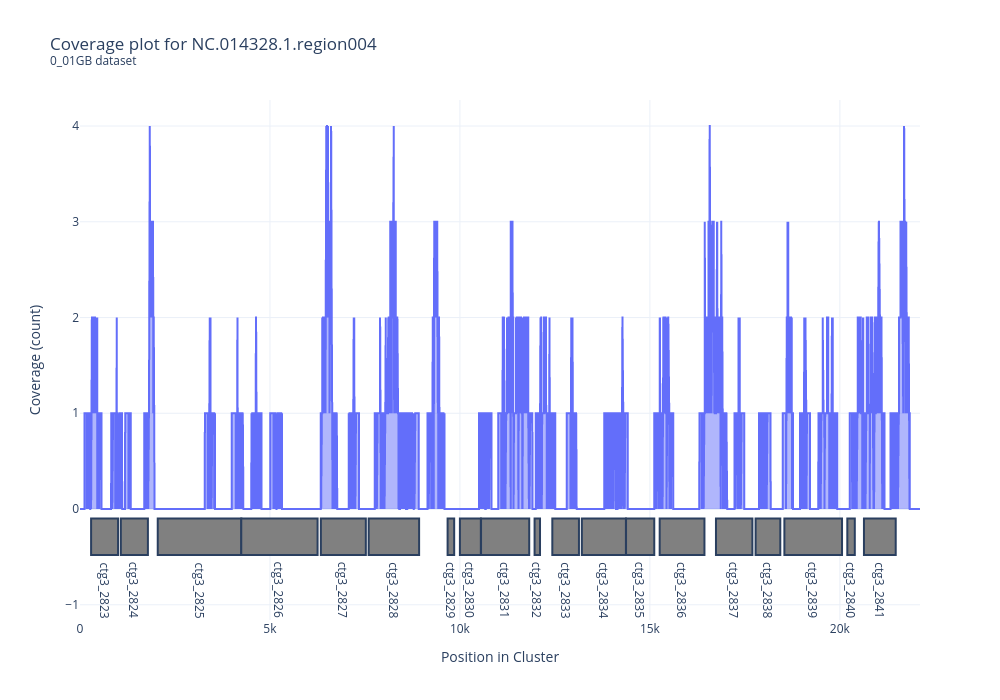 Coverage plot for NC.014328.1.region004
0_01GB dataset
4
3
2
1
0
−1
Coverage (count)
ctg3_2823
ctg3_2824
ctg3_2825
ctg3_2826
ctg3_2827
ctg3_2828
ctg3_2829
ctg3_2830
ctg3_2831
ctg3_2832
ctg3_2833
ctg3_2834
ctg3_2835
ctg3_2836
ctg3_2837
ctg3_2838
ctg3_2839
ctg3_2840
ctg3_2841
0 5k 10k 15k 20k
Position in Cluster